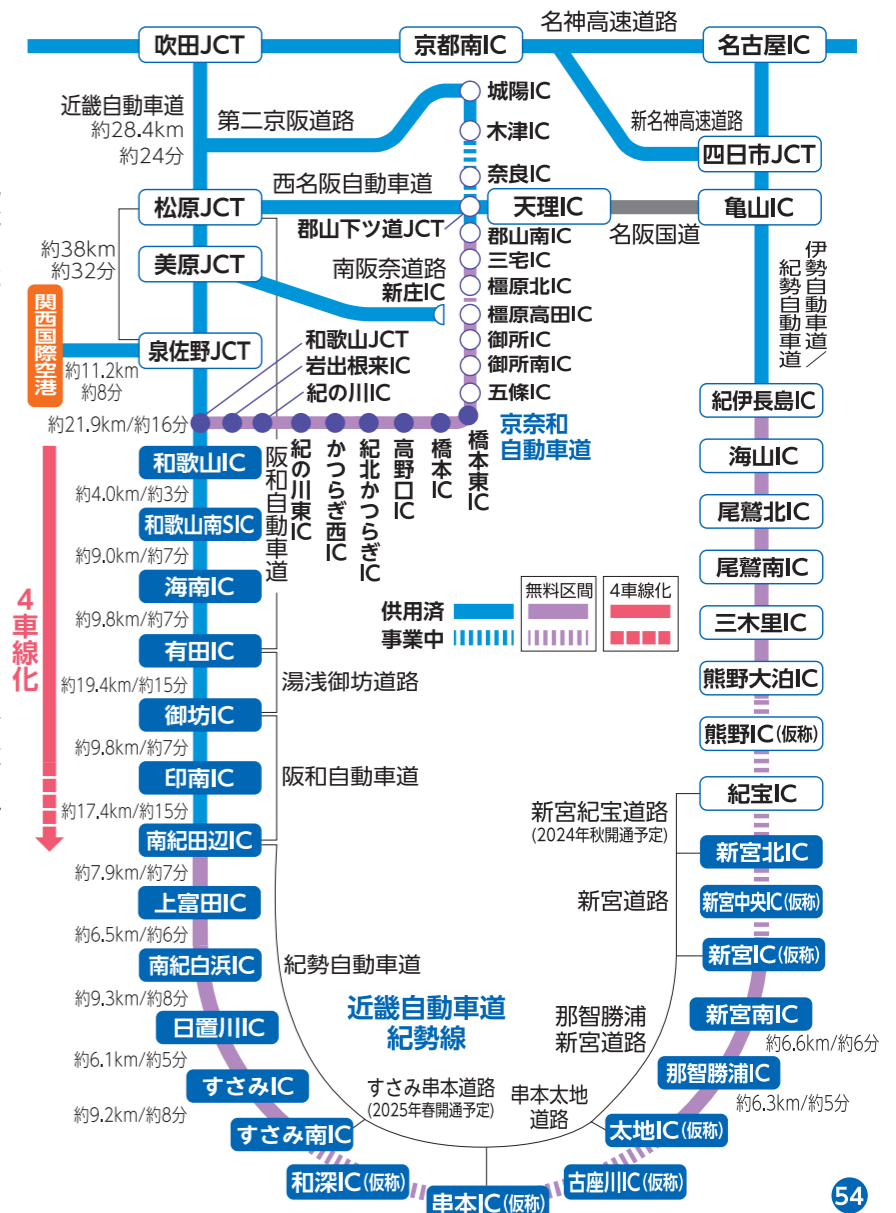 名神高速道路
吹田JCT
京都南IC
名古屋IC
近畿自動車道
約28.4km
約24分
第二京阪道路
城陽IC
木津IC
奈良IC
新名神高速道路
四日市JCT
松原JCT
西名阪自動車道
郡山下ツ道JCT
天理IC
名阪国道
亀山IC
伊勢自動車道/
紀勢自動車道
約38km
約32分
美原JCT
南阪奈道路
新庄IC
郡山南IC
三宅IC
橿原北IC
橿原高田IC
御所IC
御所南IC
五條IC
関西国際空港
泉佐野JCT
約11.2km
約8分
和歌山JCT
岩出根来IC
紀の川IC
約21.9km/約16分
紀の川東IC
かつらぎ西IC
紀北かつらぎIC
高野口IC
橋本IC
橋本東IC
京奈和
自動車道
阪和自動車道
4車線化
和歌山IC
約4.0km/約3分
和歌山南SIC
約9.0km/約7分
海南IC
約9.8km/約7分
有田IC
約19.4km/約15分
湯浅御坊道路
御坊IC
約9.8km/約7分
印南IC
阪和自動車道
約17.4km/約15分
南紀田辺IC
約7.9km/約7分
上富田IC
約6.5km/約6分
南紀白浜IC
紀勢自動車道
約9.3km/約8分
日置川IC
約6.1km/約5分
すさみIC
約9.2km/約8分
すさみ南IC
近畿自動車道
紀勢線
すさみ串本道路
(2025年春開通予定)
和深IC(仮称)
串本IC(仮称)
古座川IC(仮称)
串本太地
道路
太地IC(仮称)
約6.3km/約5分
那智勝浦IC
約6.6km/約6分
新宮南IC
那智勝浦
新宮道路
新宮IC(仮称)
新宮道路
新宮中央IC(仮称)
新宮北IC
新宮紀宝道路
(2024年秋開通予定)
紀宝IC
熊野IC(仮称)
熊野大泊IC
三木里IC
尾鷲南IC
尾鷲北IC
海山IC
紀伊長島IC
無料区間
4車線化
供用済
事業中
54